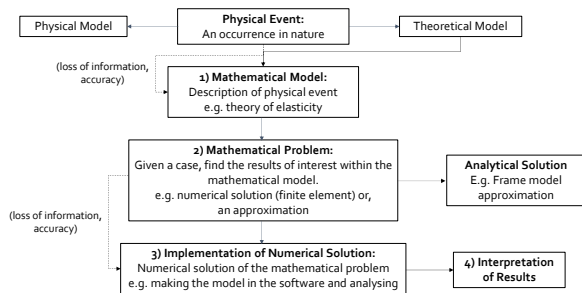 Physical Event:
An occurrence in nature
Physical Model
Theoretical Model
(loss of information,
accuracy)
1) Mathematical Model:
Description of physical event
e.g. theory of elasticity
2) Mathematical Problem:
Given a case, find the results of interest within the
mathematical model.
e.g. numerical solution (finite element) or,
an approximation
Analytical Solution
E.g. Frame model
approximation
(loss of information,
accuracy)
3) Implementation of Numerical Solution:
Numerical solution of the mathematical problem
e.g. making the model in the software and analysing
4) Interpretation
of Results